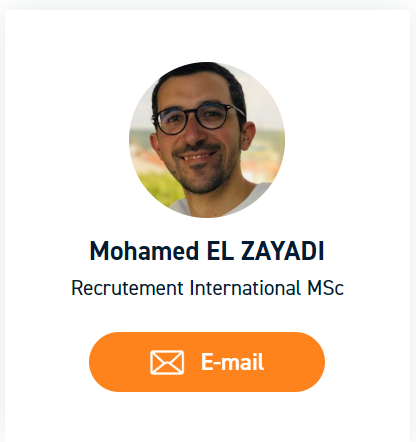 Mohamed EL ZAYADI
Recrutement International MSc
E-mail